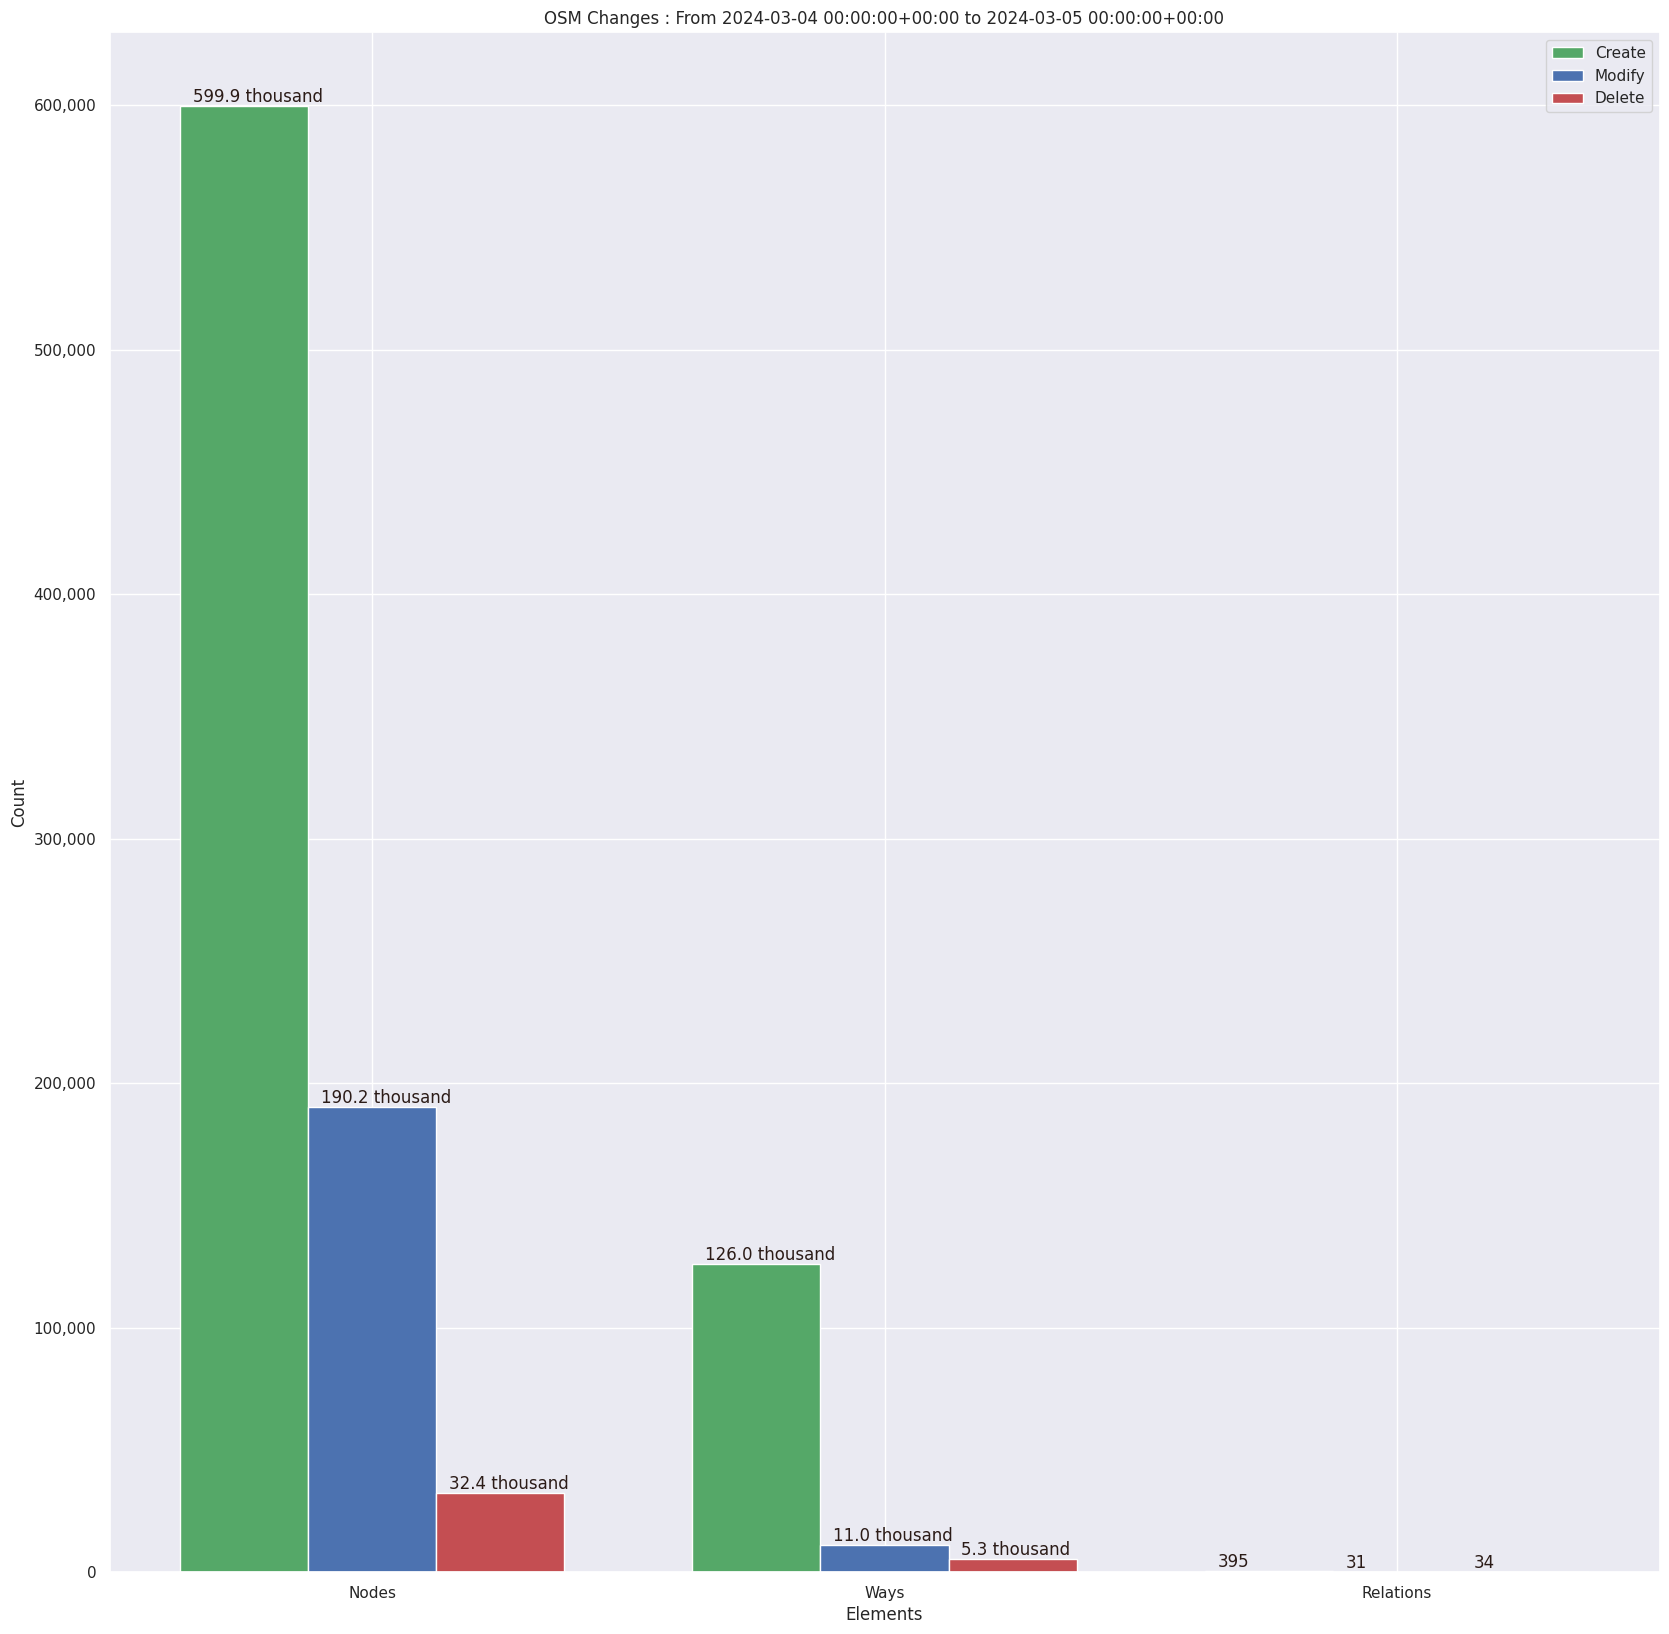 OSM Changes : From 2024-03-04 00:00:00+00:00 to 2024-03-05 00:00:00+00:00
Create
Modify
Delete
599.9 thousand
600,000
500,000
400,000
300,000
Count
200,000
190.2 thousand
126.0 thousand
100,000
32.4 thousand
11.0 thousand
5.3 thousand
395
31
34
0
Nodes
Ways
Relations
Elements